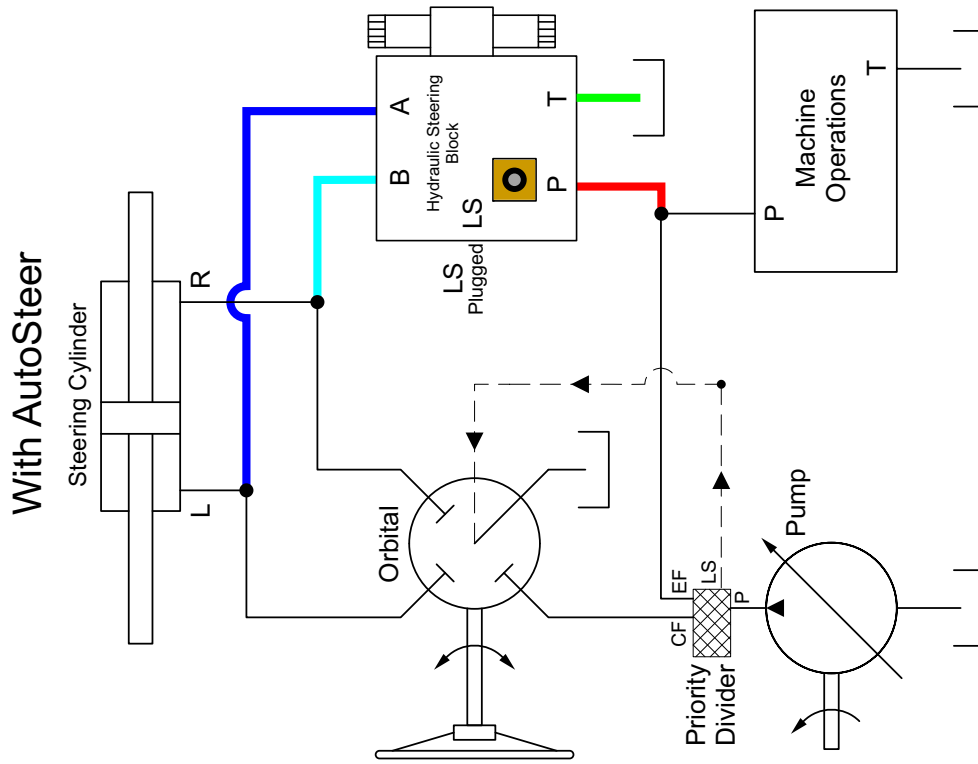 With AutoSteer
Steering Cylinder
L
R
A
B
Hydraulic Steering
Block
LS
P
T
LS
Plugged
Orbital
CF
EF
LS
P
Priority
Divider
Pump
P
Machine
Operations
T